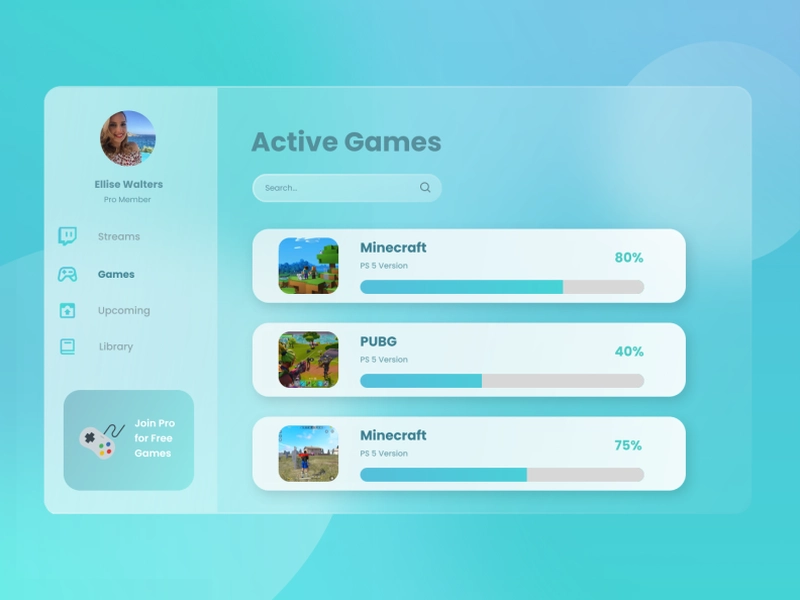 Ellise Walters
Pro Member
Streams
Games
Upcoming
Library
Join Pro
for Free
Games
Active Games
Search...
Minecraft
PS 5 Version
80%
PUBG
PS 5 Version
40%
Minecraft
PS 5 Version
75%